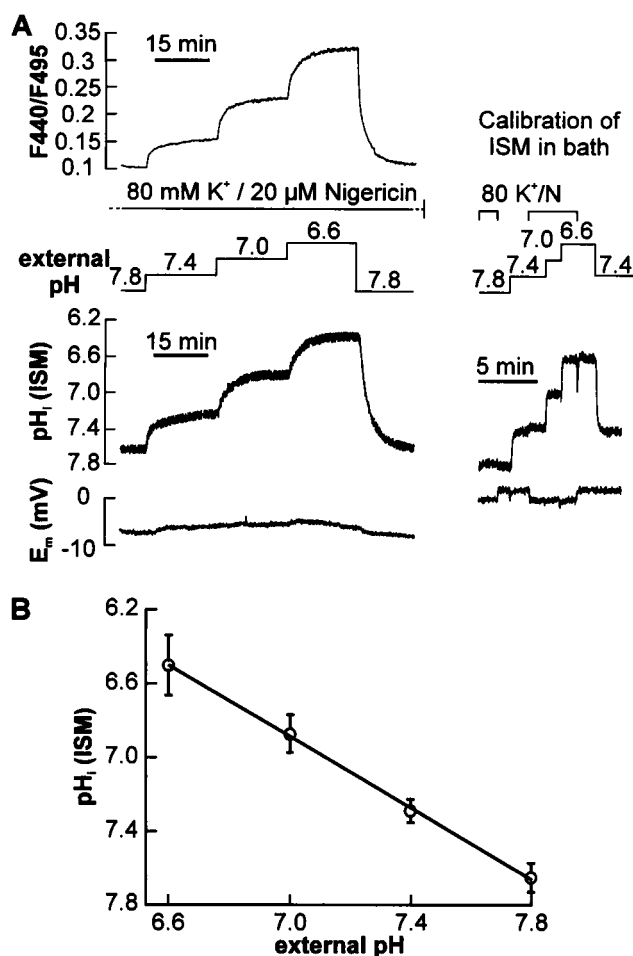 A
15 min
F440/F495
0.35
0.3
0.25
0.2
0.15
0.1
Calibration of
ISM in bath
80 mM K⁺ / 20 µM Nigericin
80 K⁺/N
external
pH
7.8
7.4
7.0
6.6
7.8
7.8
7.4
7.0
6.6
7.4
pHᵢ (ISM)
6.2
6.6
7.0
7.4
7.8
15 min
5 min
Eₘ (mV)
0
-10
B
pHᵢ (ISM)
6.2
6.6
7.0
7.4
7.8
6.6 7.0 7.4 7.8
external pH